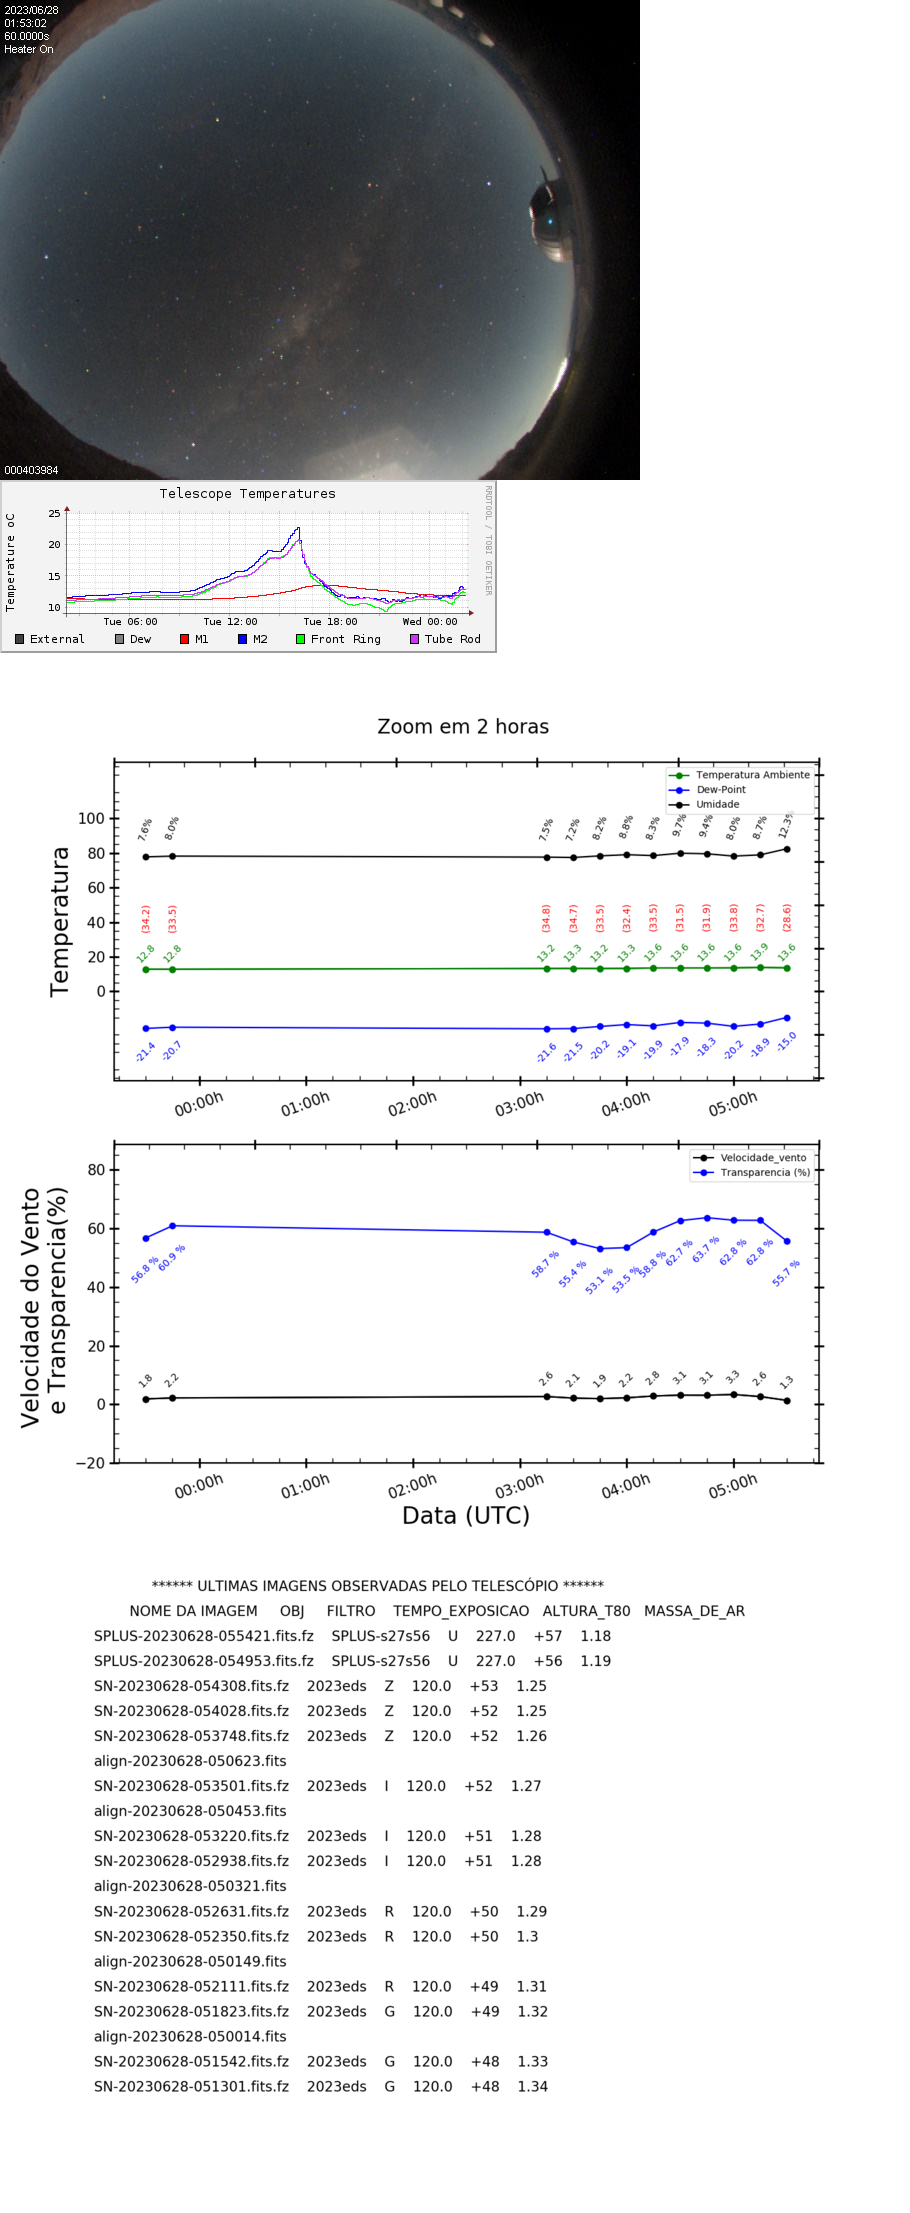 2023/06/28
01:53:02
60.0000s
Heater On
000403984
Telescope Temperatures
RRDTOOL / TOBI OETIKER
Temperature oC
25
20
15
10
Tue 06:00 Tue 12:00 Tue 18:00 Wed 00:00
External Dew M1 M2 Front Ring Tube Rod
Zoom em 2 horas
Temperatura Ambiente
Dew-Point
Umidade
Temperatura
100
80
60
40
20
0
7.6% 8.0% 7.5% 7.2% 8.2% 8.8% 8.3% 9.7% 9.4% 8.0% 8.7% 12.3%
(34.2) (33.5) (34.8) (34.7) (33.5) (32.4) (33.5) (31.5) (31.9) (33.8) (32.7) (28.6)
12.8 12.8 13.2 13.3 13.2 13.3 13.6 13.6 13.6 13.6 13.9 13.6
-21.4 -20.7 -21.6 -21.5 -20.2 -19.1 -19.9 -17.9 -18.3 -20.2 -18.9 -15.0
00:00h 01:00h 02:00h 03:00h 04:00h 05:00h
Velocidade_vento
Transparencia (%)
Velocidade do Vento
e Transparencia(%)
80
60
40
20
0
−20
56.8 % 60.9 % 58.7 % 55.4 % 53.1 % 53.5 % 58.8 % 62.7 % 63.7 % 62.8 % 62.8 % 55.7 %
1.8 2.2 2.6 2.1 1.9 2.2 2.8 3.1 3.1 3.3 2.6 1.3
00:00h 01:00h 02:00h 03:00h 04:00h 05:00h
Data (UTC)
****** ULTIMAS IMAGENS OBSERVADAS PELO TELESCÓPIO ******
NOME DA IMAGEM OBJ FILTRO TEMPO_EXPOSICAO ALTURA_T80 MASSA_DE_AR
SPLUS-20230628-055421.fits.fz SPLUS-s27s56 U 227.0 +57 1.18
SPLUS-20230628-054953.fits.fz SPLUS-s27s56 U 227.0 +56 1.19
SN-20230628-054308.fits.fz 2023eds Z 120.0 +53 1.25
SN-20230628-054028.fits.fz 2023eds Z 120.0 +52 1.25
SN-20230628-053748.fits.fz 2023eds Z 120.0 +52 1.26
align-20230628-050623.fits
SN-20230628-053501.fits.fz 2023eds I 120.0 +52 1.27
align-20230628-050453.fits
SN-20230628-053220.fits.fz 2023eds I 120.0 +51 1.28
SN-20230628-052938.fits.fz 2023eds I 120.0 +51 1.28
align-20230628-050321.fits
SN-20230628-052631.fits.fz 2023eds R 120.0 +50 1.29
SN-20230628-052350.fits.fz 2023eds R 120.0 +50 1.3
align-20230628-050149.fits
SN-20230628-052111.fits.fz 2023eds R 120.0 +49 1.31
SN-20230628-051823.fits.fz 2023eds G 120.0 +49 1.32
align-20230628-050014.fits
SN-20230628-051542.fits.fz 2023eds G 120.0 +48 1.33
SN-20230628-051301.fits.fz 2023eds G 120.0 +48 1.34